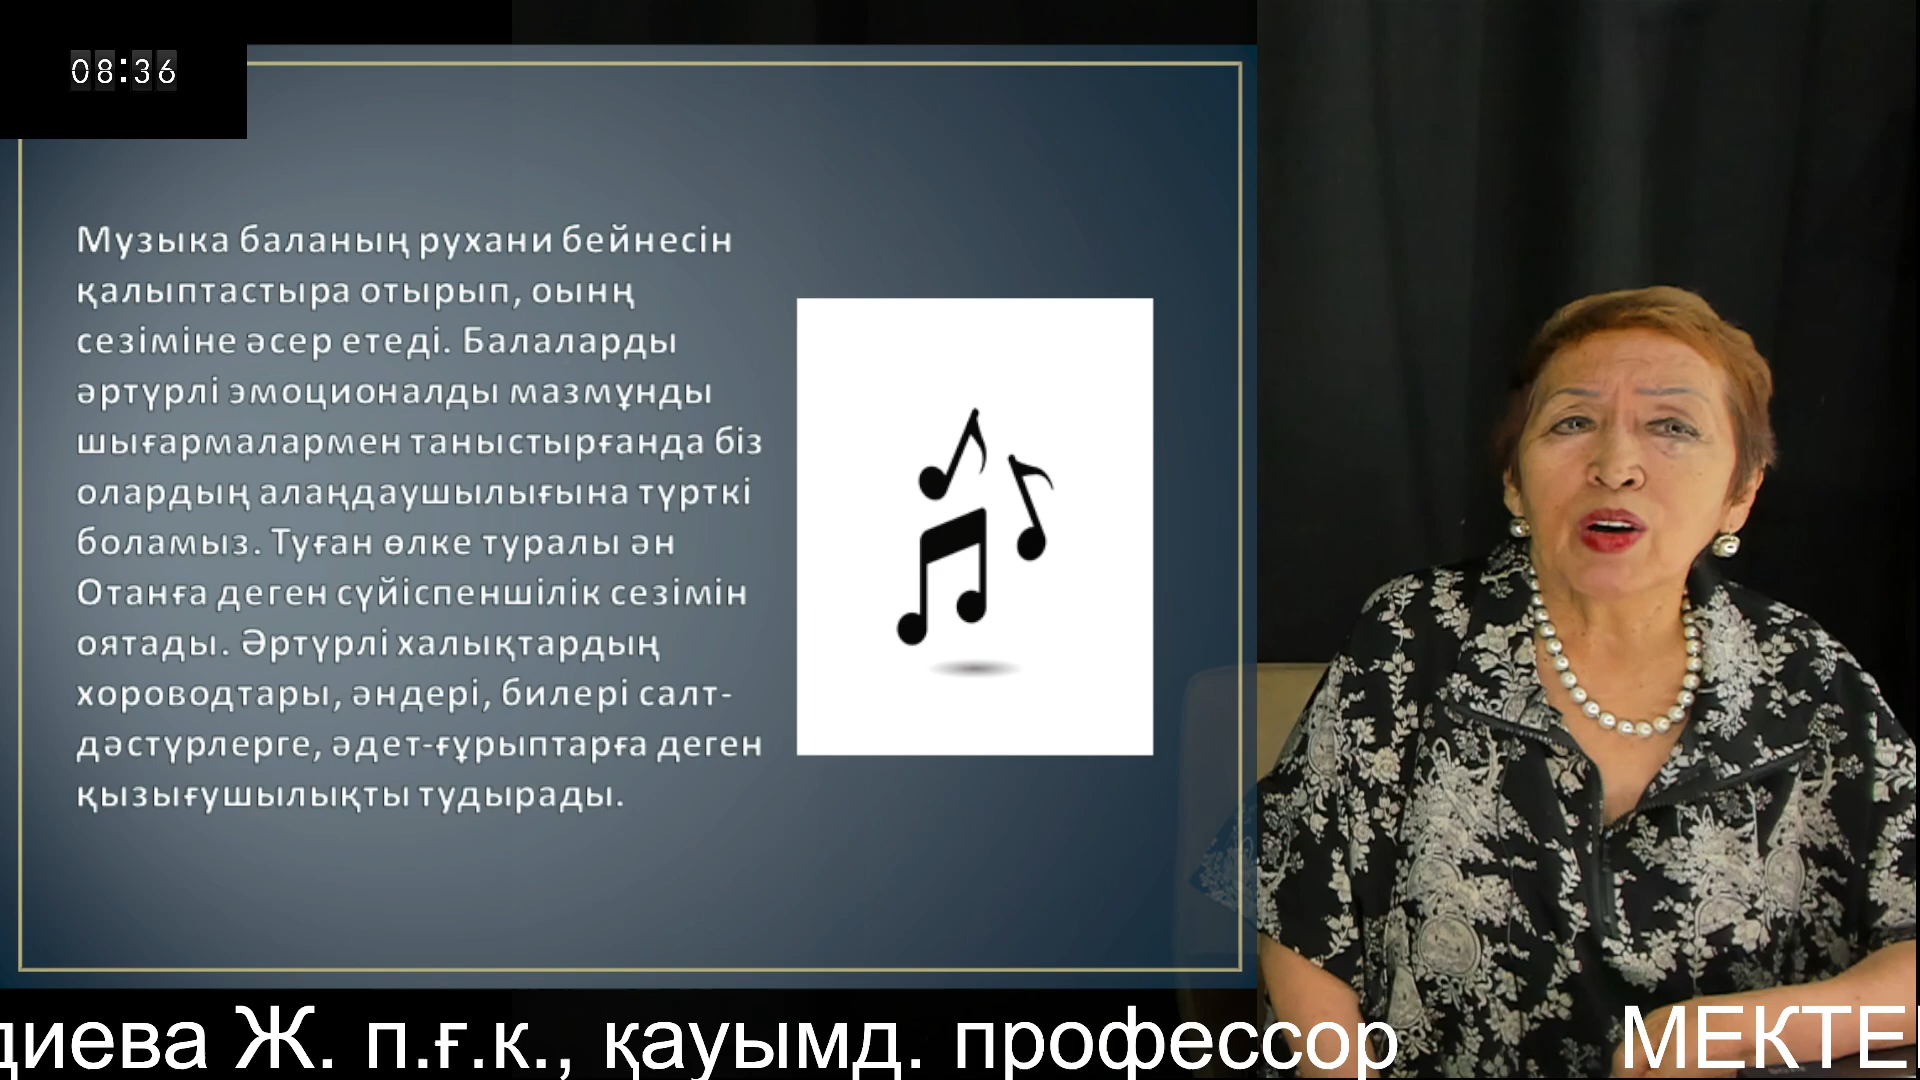 08:36
Музыка баланың рухани бейнесін
қалыптастыра отырып, оынң
сезіміне әсер етеді. Балаларды
әртүрлі эмоционалды мазмұнды
шығармалармен таныстырғанда біз
олардың алаңдаушылығына түрткі
боламыз. Туған өлке туралы ән
Отанға деген сүйіспеншілік сезімін
оятады. Әртүрлі халықтардың
хороводтары, әндері, билері салт-
дәстүрлерге, әдет-ғұрыптарға деген
қызығушылықты тудырады.
диева Ж. п.ғ.к., қауымд. профессор МЕКТЕ